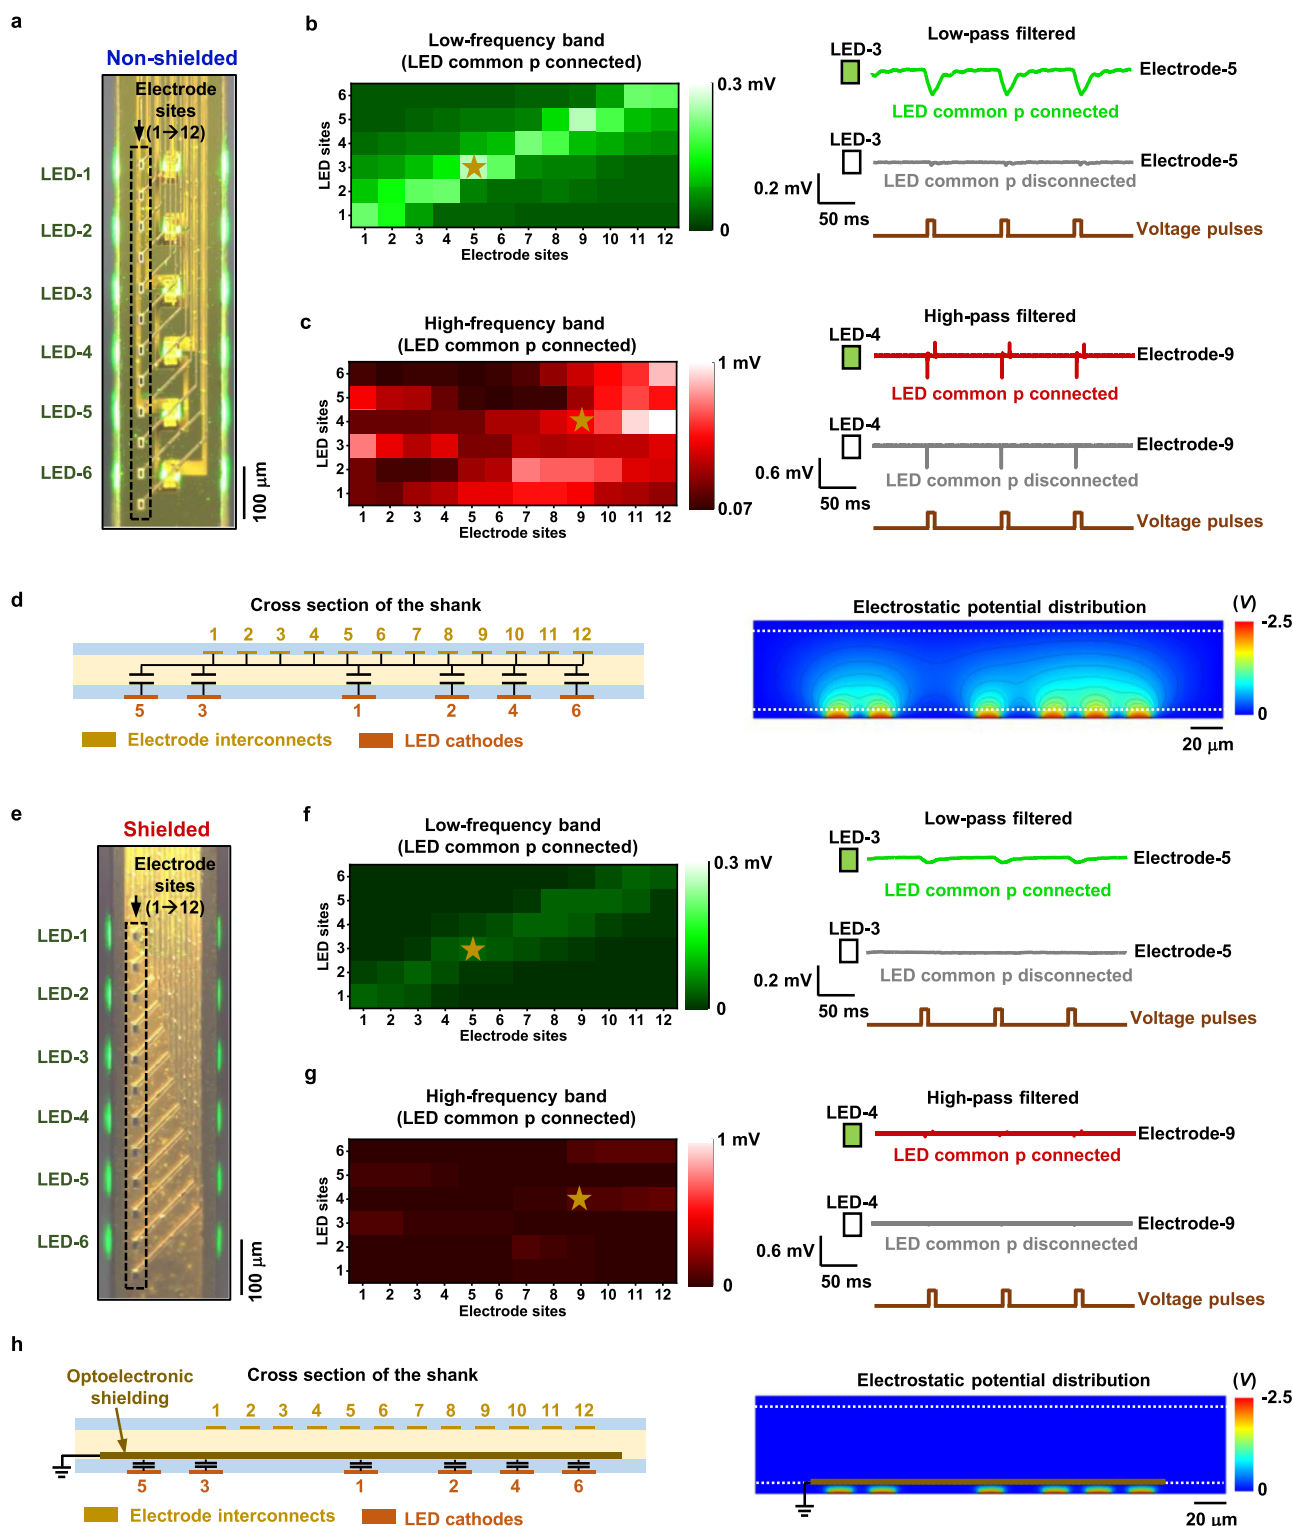 a
Non-shielded
Electrode
sites
(1→12)
LED-1
LED-2
LED-3
LED-4
LED-5
LED-6
100 μm
b
Low-frequency band
(LED common p connected)
LED sites
6
5
4
3
2
1
1 2 3 4 5 6 7 8 9 10 11 12
Electrode sites
0.3 mV
0
Low-pass filtered
LED-3
Electrode-5
LED common p connected
LED-3
Electrode-5
LED common p disconnected
0.2 mV
50 ms
Voltage pulses
c
High-frequency band
(LED common p connected)
LED sites
6
5
4
3
2
1
1 2 3 4 5 6 7 8 9 10 11 12
Electrode sites
1 mV
0.07
High-pass filtered
LED-4
Electrode-9
LED common p connected
LED-4
Electrode-9
LED common p disconnected
0.6 mV
50 ms
Voltage pulses
d
Cross section of the shank
1 2 3 4 5 6 7 8 9 10 11 12
5 3 1 2 4 6
Electrode interconnects
LED cathodes
Electrostatic potential distribution
(V)
-2.5
0
20 μm
e
Shielded
Electrode
sites
(1→12)
LED-1
LED-2
LED-3
LED-4
LED-5
LED-6
100 μm
f
Low-frequency band
(LED common p connected)
LED sites
6
5
4
3
2
1
1 2 3 4 5 6 7 8 9 10 11 12
Electrode sites
0.3 mV
0
Low-pass filtered
LED-3
Electrode-5
LED common p connected
LED-3
Electrode-5
LED common p disconnected
0.2 mV
50 ms
Voltage pulses
g
High-frequency band
(LED common p connected)
LED sites
6
5
4
3
2
1
1 2 3 4 5 6 7 8 9 10 11 12
Electrode sites
1 mV
0
High-pass filtered
LED-4
Electrode-9
LED common p connected
LED-4
Electrode-9
LED common p disconnected
0.6 mV
50 ms
Voltage pulses
h
Optoelectronic
shielding
Cross section of the shank
1 2 3 4 5 6 7 8 9 10 11 12
5 3 1 2 4 6
Electrode interconnects
LED cathodes
Electrostatic potential distribution
(V)
-2.5
0
20 μm